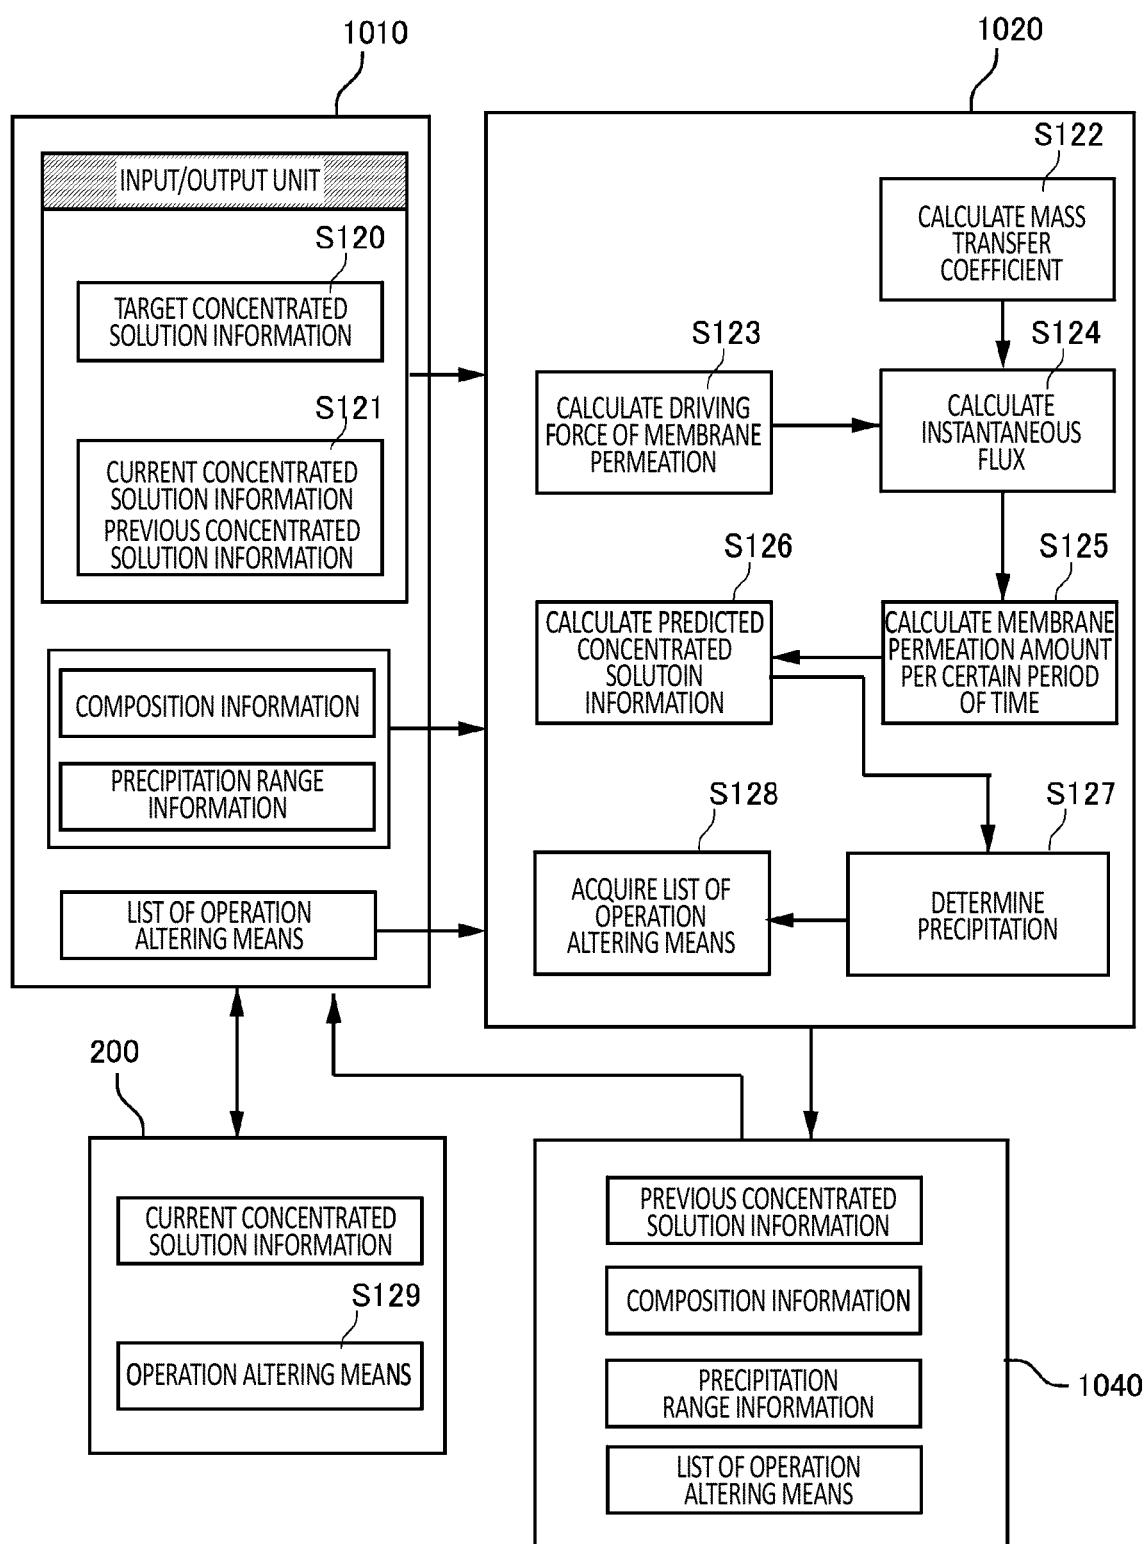 1010
INPUT/OUTPUT UNIT
S120
TARGET CONCENTRATED
SOLUTION INFORMATION
S121
CURRENT CONCENTRATED
SOLUTION INFORMATION
PREVIOUS CONCENTRATED
SOLUTION INFORMATION
COMPOSITION INFORMATION
PRECIPITATION RANGE
INFORMATION
LIST OF OPERATION
ALTERING MEANS
1020
S122
CALCULATE MASS
TRANSFER
COEFFICIENT
S123
CALCULATE DRIVING
FORCE OF MEMBRANE
PERMEATION
S124
CALCULATE
INSTANTANEOUS
FLUX
S125
CALCULATE MEMBRANE
PERMEATION AMOUNT
PER CERTAIN PERIOD
OF TIME
S126
CALCULATE PREDICTED
CONCENTRATED
SOLUTOIN
INFORMATION
S127
DETERMINE
PRECIPITATION
S128
ACQUIRE LIST OF
OPERATION
ALTERING MEANS
200
CURRENT CONCENTRATED
SOLUTION INFORMATION
S129
OPERATION ALTERING MEANS
PREVIOUS CONCENTRATED
SOLUTION INFORMATION
COMPOSITION INFORMATION
PRECIPITATION
RANGE INFORMATION
LIST OF OPERATION
ALTERING MEANS
1040